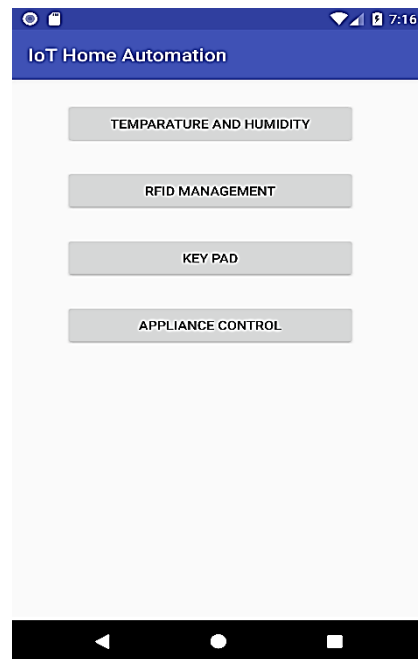 7:16
IoT Home Automation
TEMPARATURE AND HUMIDITY
RFID MANAGEMENT
KEY PAD
APPLIANCE CONTROL